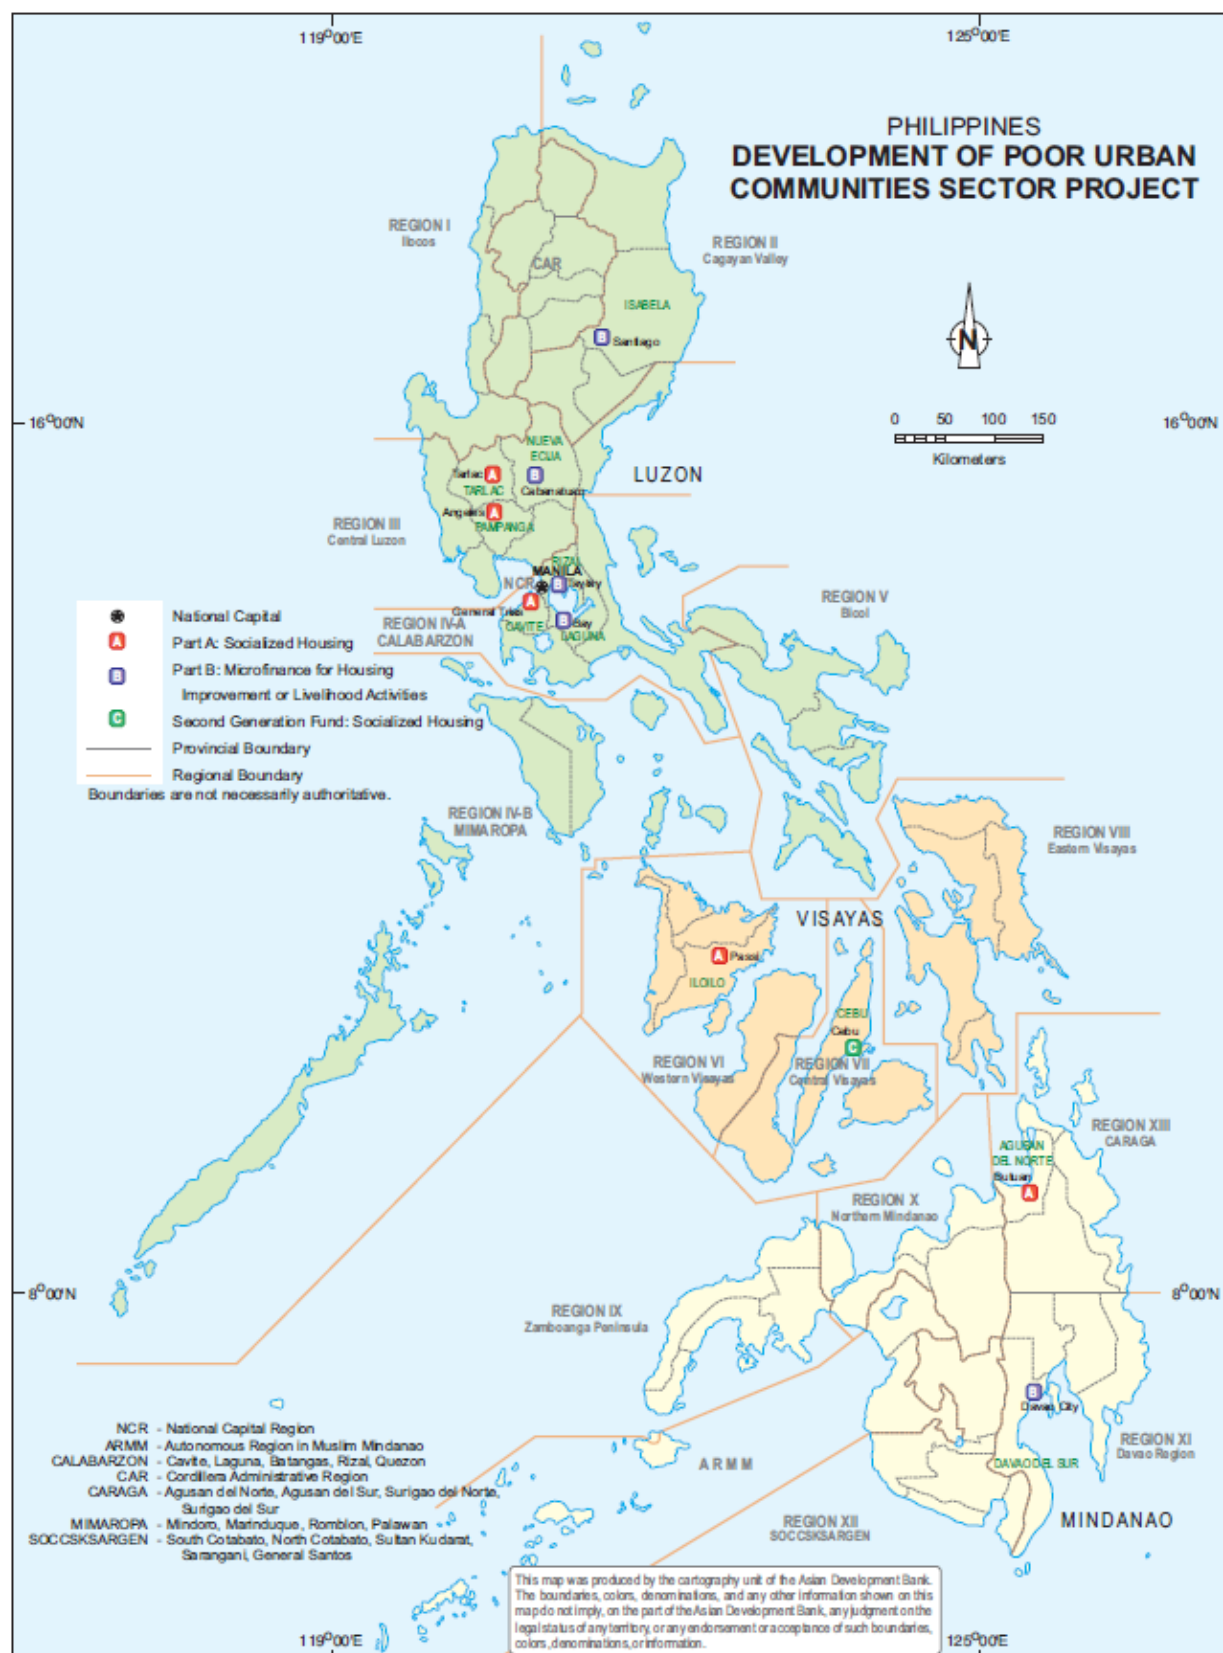 119°00'E
125°00'E
PHILIPPINES
DEVELOPMENT OF POOR URBAN
COMMUNITIES SECTOR PROJECT
REGION I
Ilocos
REGION II
Cagayan Valley
CAR
ISABELA
B
Santiago
N
16°00'N
16°00'N
0 50 100 150
Kilometers
NUEVA
ECIJA
LUZON
Tarlac A
B
TARLAC
Cabanatuan
Angeles A
PAMPANGA
REGION III
Central Luzon
RIZAL
MANILA
NCR
B Taytay
A
General Trias
CAVITE
B Bay
LAGUNA
REGION IV-A
CALABARZON
REGION V
Bicol
National Capital
A Part A: Socialized Housing
B Part B: Microfinance for Housing
Improvement or Livelihood Activities
C Second Generation Fund: Socialized Housing
Provincial Boundary
Regional Boundary
Boundaries are not necessarily authoritative.
REGION IV-B
MIMAROPA
REGION VIII
Eastern Visayas
VISAYAS
A Passi
ILOILO
CEBU
Cebu
C
REGION VI
Western Visayas
REGION VII
Central Visayas
REGION XIII
CARAGA
AGUSAN
DEL NORTE
Butuan
A
REGION X
Northern Mindanao
8°00'N
8°00'N
REGION IX
Zamboanga Peninsula
B
Davao City
REGION XI
Davao Region
DAVAO DEL SUR
ARMM
MINDANAO
REGION XII
SOCCSKSARGEN
NCR - National Capital Region
ARMM - Autonomous Region in Muslim Mindanao
CALABARZON - Cavite, Laguna, Batangas, Rizal, Quezon
CAR - Cordillera Administrative Region
CARAGA - Agusan del Norte, Agusan del Sur, Surigao del Norte,
Surigao del Sur
MIMAROPA - Mindoro, Marinduque, Romblon, Palawan
SOCCSKSARGEN - South Cotabato, North Cotabato, Sultan Kudarat,
Sarangani, General Santos
This map was produced by the cartography unit of the Asian Development Bank.
The boundaries, colors, denominations, and any other information shown on this
map do not imply, on the part of the Asian Development Bank, any judgment on the
legal status of any territory, or any endorsement or acceptance of such boundaries,
colors, denominations, or information.
119°00'E
125°00'E